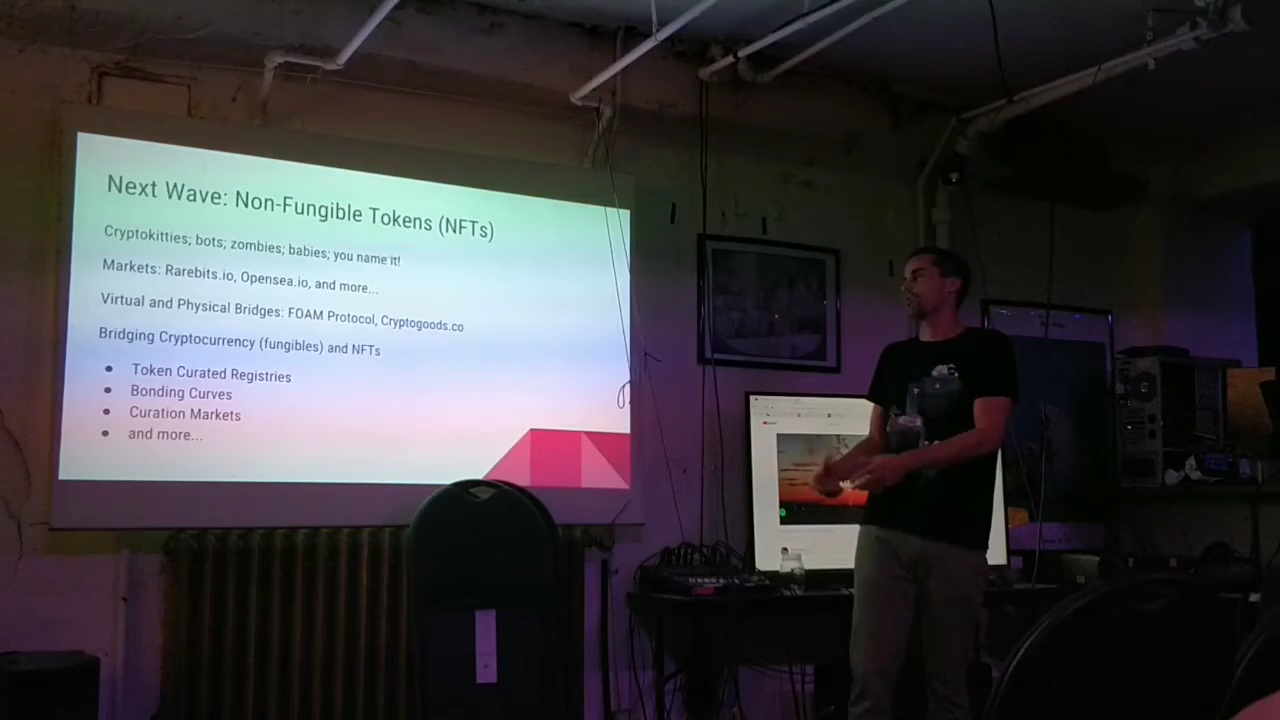 Next Wave: Non-Fungible Tokens (NFTs)
Cryptokitties; bots; zombies; babies; you name it!
Markets: Rarebits.io, Opensea.io, and more...
Virtual and Physical Bridges: FOAM Protocol, Cryptogoods.co
Bridging Cryptocurrency (fungibles) and NFTs
● Token Curated Registries
● Bonding Curves
● Curation Markets
● and more...